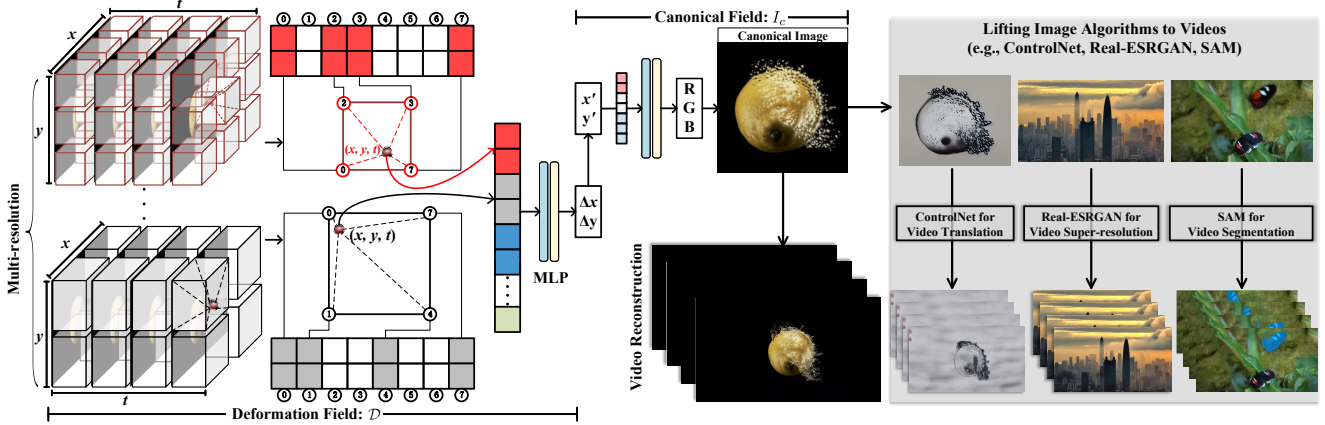 Multi-resolution
t
x
y
x
y
t
⓪ ① ② ③ ④ ⑤ ⑥ ⑦
② ③
(x, y, t)
⓪ ⑦
⓪ ⑦
(x, y, t)
① ④
⓪ ① ② ③ ④ ⑤ ⑥ ⑦
Deformation Field: 𝒟
MLP
Δx
Δy
x′
y′
Canonical Field: I_c
R
G
B
Canonical Image
Video Reconstruction
Lifting Image Algorithms to Videos
(e.g., ControlNet, Real-ESRGAN, SAM)
ControlNet for
Video Translation
Real-ESRGAN for
Video Super-resolution
SAM for
Video Segmentation